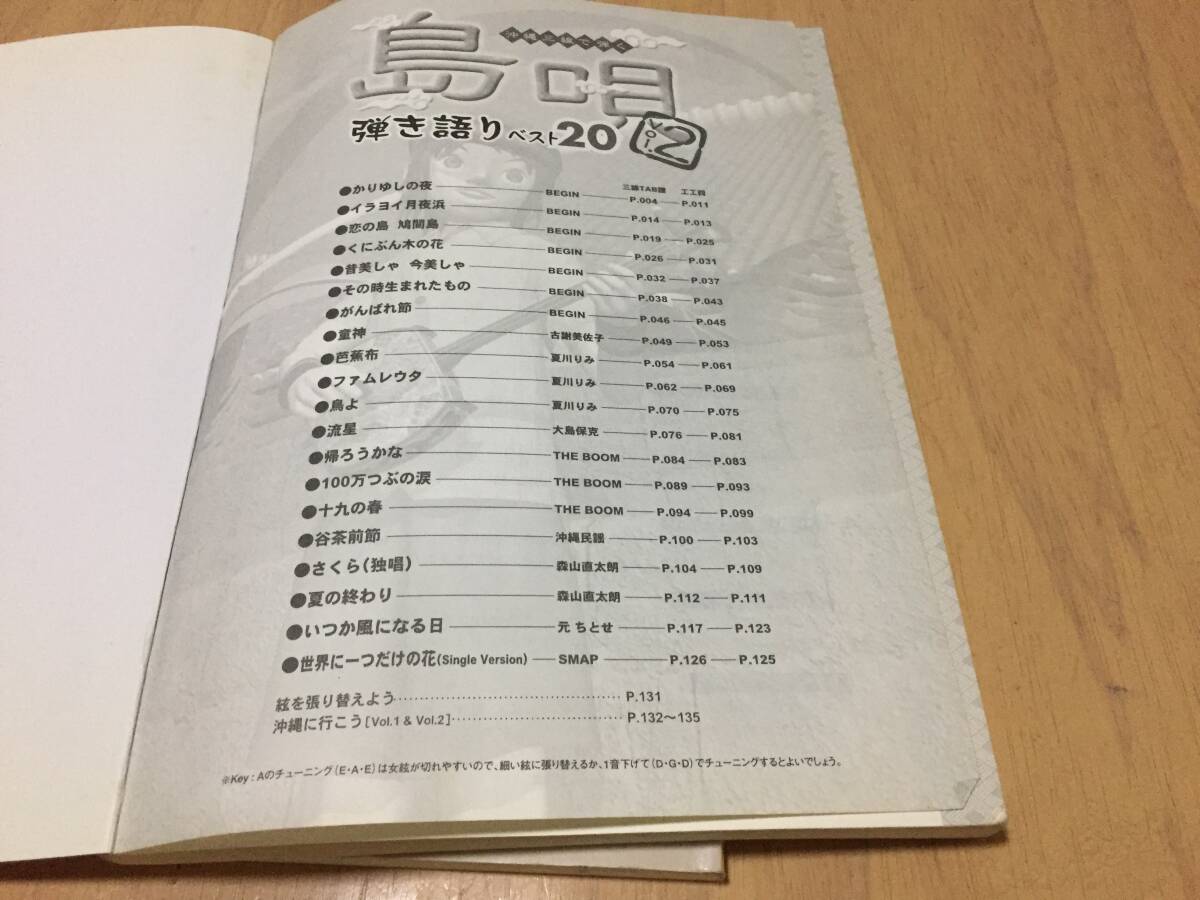 沖縄三線で弾く
島唄
弾き語りベスト20 Vol.2
三線TAB譜 工工四
●かりゆしの夜 BEGIN P.004 P.011
●イラヨイ月夜浜 BEGIN P.014 P.013
●恋の島 鳩間島 BEGIN P.019 P.025
●くにぶん木の花 BEGIN P.026 P.031
●昔美しゃ 今美しゃ BEGIN P.032 P.037
●その時生まれたもの BEGIN P.038 P.043
●がんばれ節 BEGIN P.046 P.045
●童神 古謝美佐子 P.049 P.053
●芭蕉布 夏川りみ P.054 P.061
●ファムレウタ 夏川りみ P.062 P.069
●鳥よ 夏川りみ P.070 P.075
●流星 大島保克 P.076 P.081
●帰ろうかな THE BOOM P.084 P.083
●100万つぶの涙 THE BOOM P.089 P.093
●十九の春 THE BOOM P.094 P.099
●谷茶前節 沖縄民謡 P.100 P.103
●さくら(独唱) 森山直太朗 P.104 P.109
●夏の終わり 森山直太朗 P.112 P.111
●いつか風になる日 元 ちとせ P.117 P.123
●世界に一つだけの花(Single Version) SMAP P.126 P.125
絃を張り替えよう P.131
沖縄に行こう[Vol.1 & Vol.2] P.132〜135
※Key : Aのチューニング(E・A・E)は女絃が切れやすいので、細い絃に張り替えるか、1音下げて(D・G・D)でチューニングするとよいでしょう。